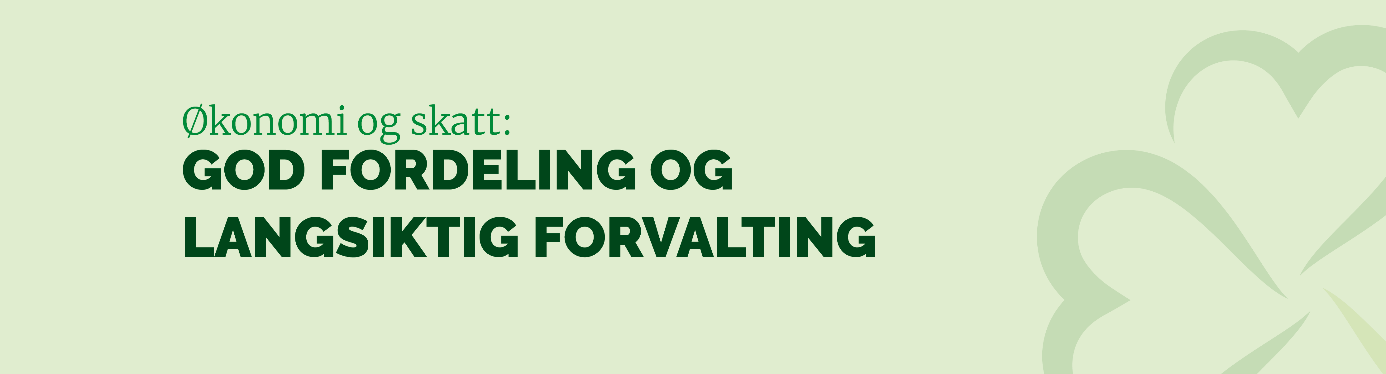 Økonomi og skatt:
GOD FORDELING OG
LANGSIKTIG FORVALTING